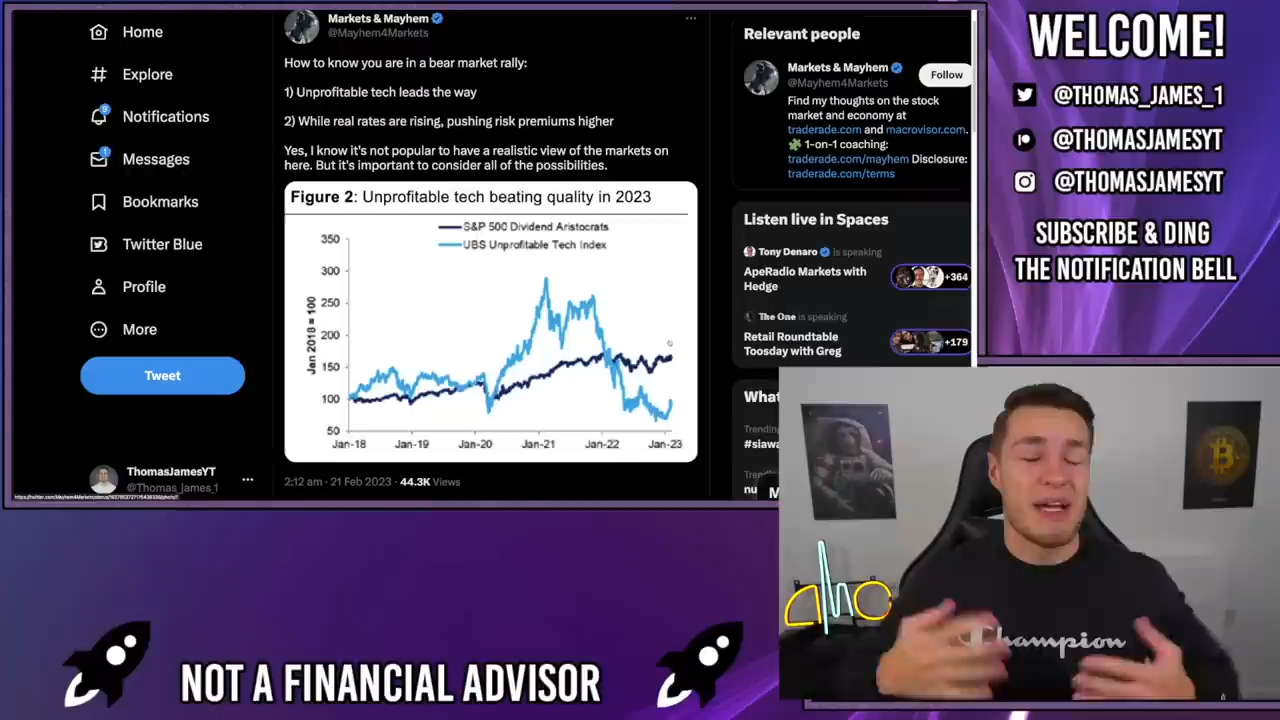 Home
Explore
Notifications
Messages
Bookmarks
Twitter Blue
Profile
More
Tweet
ThomasJamesYT
@Thomas_james_1
Markets & Mayhem
@Mayhem4Markets
How to know you are in a bear market rally:
1) Unprofitable tech leads the way
2) While real rates are rising, pushing risk premiums higher
Yes, I know it's not popular to have a realistic view of the markets on
here. But it's important to consider all of the possibilities.
Figure 2: Unprofitable tech beating quality in 2023
S&P 500 Dividend Aristocrats
UBS Unprofitable Tech Index
Jan 2018 = 100
350
300
250
200
150
100
50
Jan-18 Jan-19 Jan-20 Jan-21 Jan-22 Jan-23
2:12 am · 21 Feb 2023 · 44.3K Views
Relevant people
Markets & Mayhem
@Mayhem4Markets
Follow
Find my thoughts on the stock
market and economy at
traderade.com and macrovisor.com.
1-on-1 coaching:
traderade.com/mayhem Disclosure:
traderade.com/terms
Listen live in Spaces
Tony Denaro is speaking
ApeRadio Markets with
Hedge
+364
The One is speaking
Retail Roundtable
Toosday with Greg
+179
Trending
Trending
WELCOME!
@THOMAS_JAMES_1
@THOMASJAMESYT
@THOMASJAMESYT
SUBSCRIBE & DING
THE NOTIFICATION BELL
Champion
NOT A FINANCIAL ADVISOR